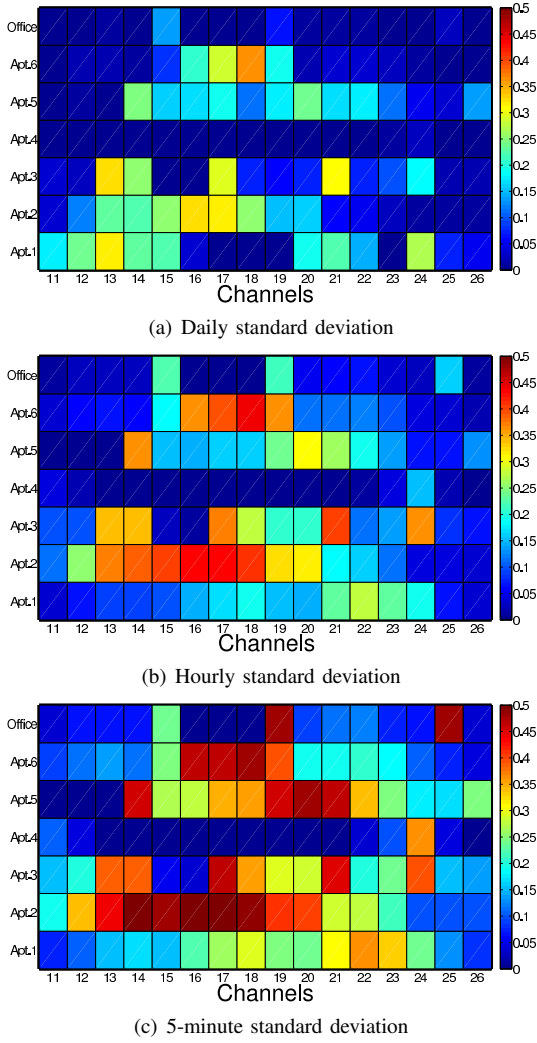 Office
Apt.6
Apt.5
Apt.4
Apt.3
Apt.2
Apt.1
11 12 13 14 15 16 17 18 19 20 21 22 23 24 25 26
Channels
0.5
0.45
0.4
0.35
0.3
0.25
0.2
0.15
0.1
0.05
0
(a) Daily standard deviation
Office
Apt.6
Apt.5
Apt.4
Apt.3
Apt.2
Apt.1
11 12 13 14 15 16 17 18 19 20 21 22 23 24 25 26
Channels
0.5
0.45
0.4
0.35
0.3
0.25
0.2
0.15
0.1
0.05
0
(b) Hourly standard deviation
Office
Apt.6
Apt.5
Apt.4
Apt.3
Apt.2
Apt.1
11 12 13 14 15 16 17 18 19 20 21 22 23 24 25 26
Channels
0.5
0.45
0.4
0.35
0.3
0.25
0.2
0.15
0.1
0.05
0
(c) 5-minute standard deviation